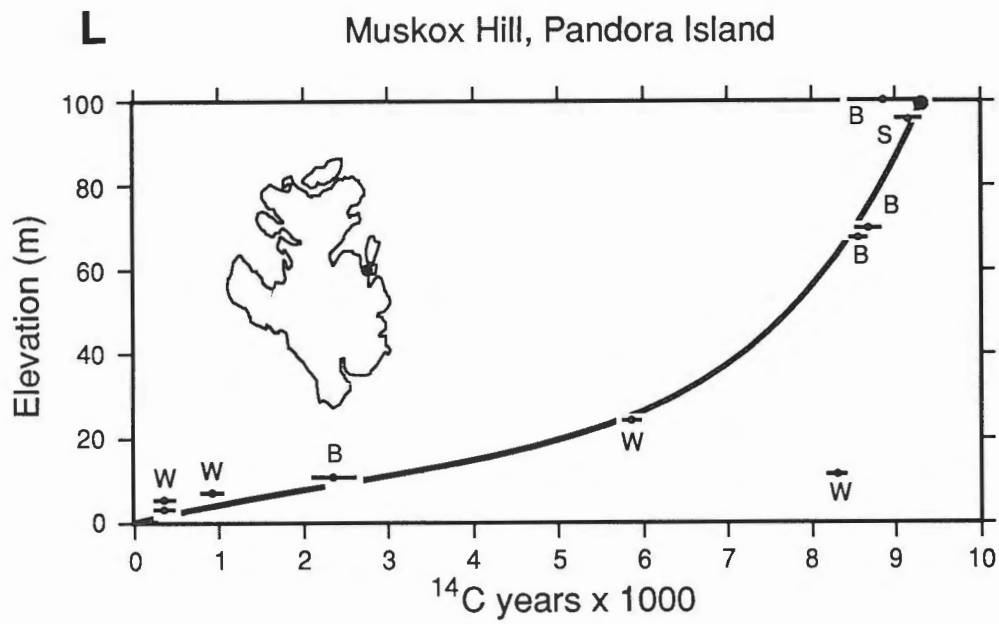 L Muskox Hill, Pandora Island
Elevation (m)
100
80
60
40
20
0
B
S
B
B
W
W
B
W
W
0 1 2 3 4 5 6 7 8 9 10
¹⁴C years x 1000